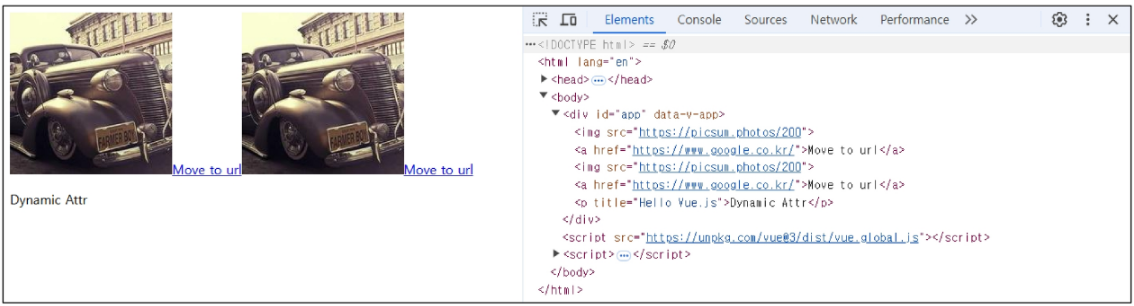 FARMER BOY
Move to url
FARMER BOY
Move to url
Dynamic Attr
Elements Console Sources Network Performance
<!DOCTYPE html> == $0
<html lang="en">
<head>…</head>
<body>
<div id="app" data-v-app>
<img src="https://picsum.photos/200">
<a href="https://www.google.co.kr/">Move to url</a>
<img src="https://picsum.photos/200">
<a href="https://www.google.co.kr/">Move to url</a>
<p title="Hello Vue.js">Dynamic Attr</p>
</div>
<script src="https://unpkg.com/vue@3/dist/vue.global.js"></script>
<script>…</script>
</body>
</html>